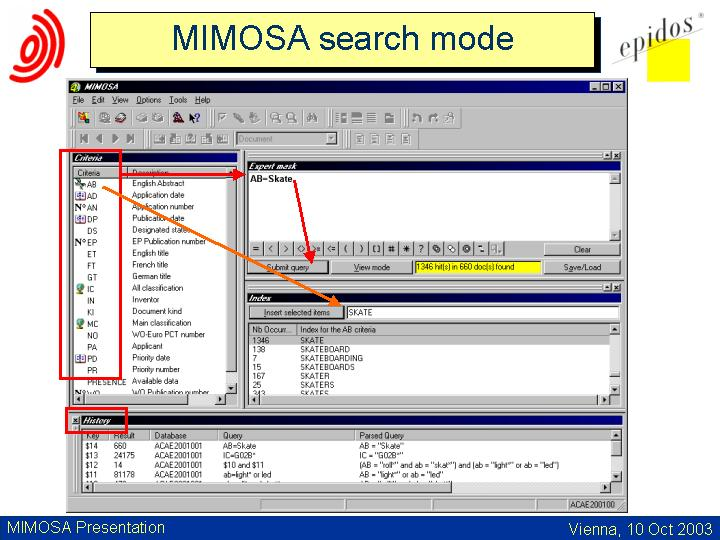 MIMOSA search mode
epidos
MIMOSA
File Edit View Options Tools Help
Document
Criteria
Criteria Description
AB English Abstract
AD Application date
AN Application number
DP Publication date
DS Designated states
EP EP Publication number
ET English title
FT French title
GT German title
IC All classification
IN Inventor
KI Document kind
MC Main classification
NO WO-Euro PCT number
PA Applicant
PD Priority date
PR Priority number
PRESENCE Available data
WO WO Publication number
Expert mask
AB=Skate
= < > <> >= <= ( ) [ ] # * ?
Clear
Submit query View mode 1346 hit(s) in 660 doc(s) found Save/Load
Index
Insert selected items SKATE
Nb Occurr... Index for the AB criteria
1346 SKATE
138 SKATEBOARD
7 SKATEBOARDING
15 SKATEBOARDS
167 SKATER
25 SKATERS
343 SKATES
History
Key Result Database Query Parsed Query
$14 660 ACAE2001001 AB=Skate AB = "Skate"
$13 24175 ACAE2001001 IC=G02B* IC = "G02B*"
$12 14 ACAE2001001 $10 and $11 (AB = "roll*" and ab = "skat*") and (ab = "light*" or ab = "led")
$11 81178 ACAE2001001 ab=light* or led AB = "light*" or ab = "led"
ACAE200100
MIMOSA Presentation
Vienna, 10 Oct 2003